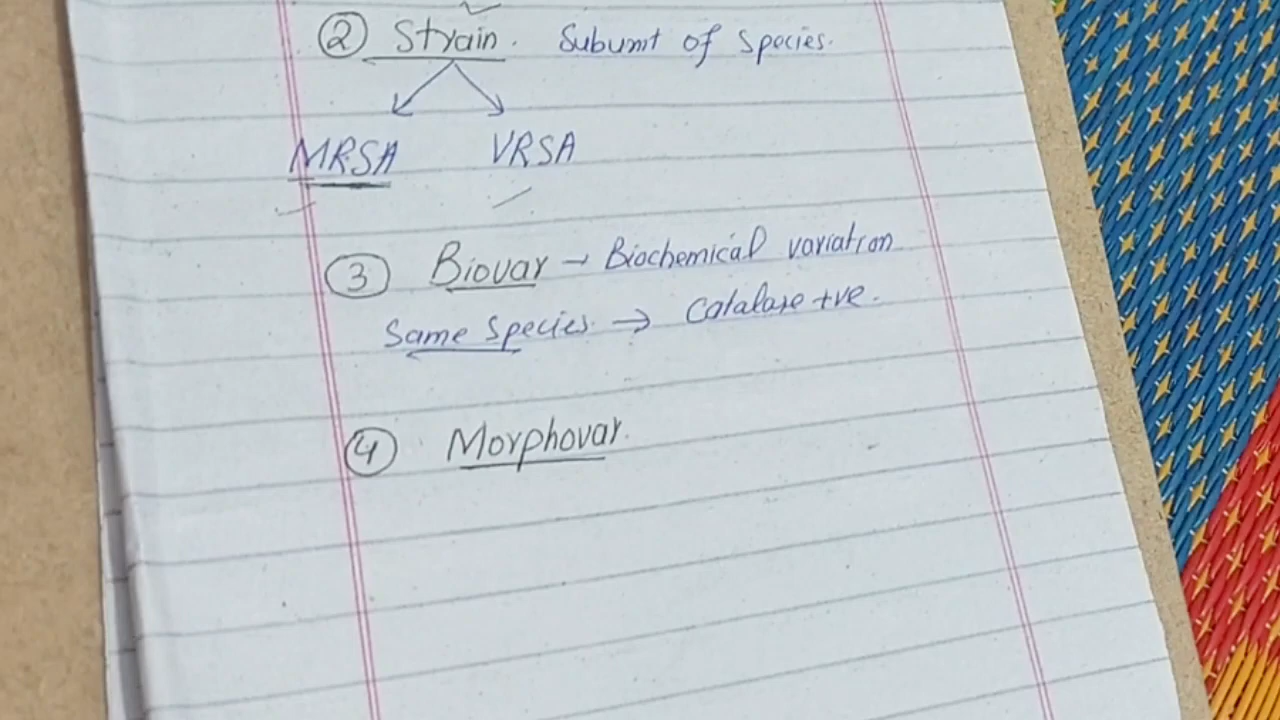 ② Strain. Subunit of Species.
MRSA VRSA
③ Biovar → Biochemical variation
Same Species. → Catalase +ve.
④ Morphovar.